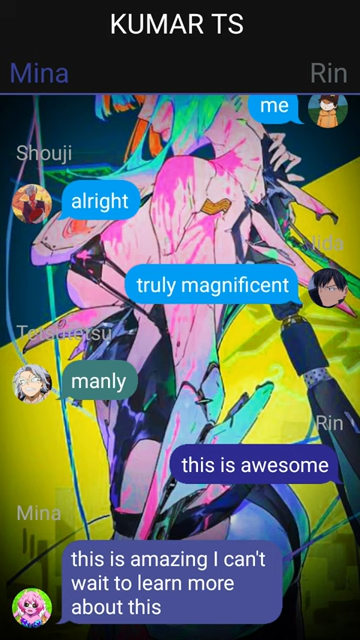 KUMAR TS
Mina
Rin
me
Shouji
alright
Iida
truly magnificent
Tetsutetsu
manly
Rin
this is awesome
Mina
this is amazing I can't
wait to learn more
about this